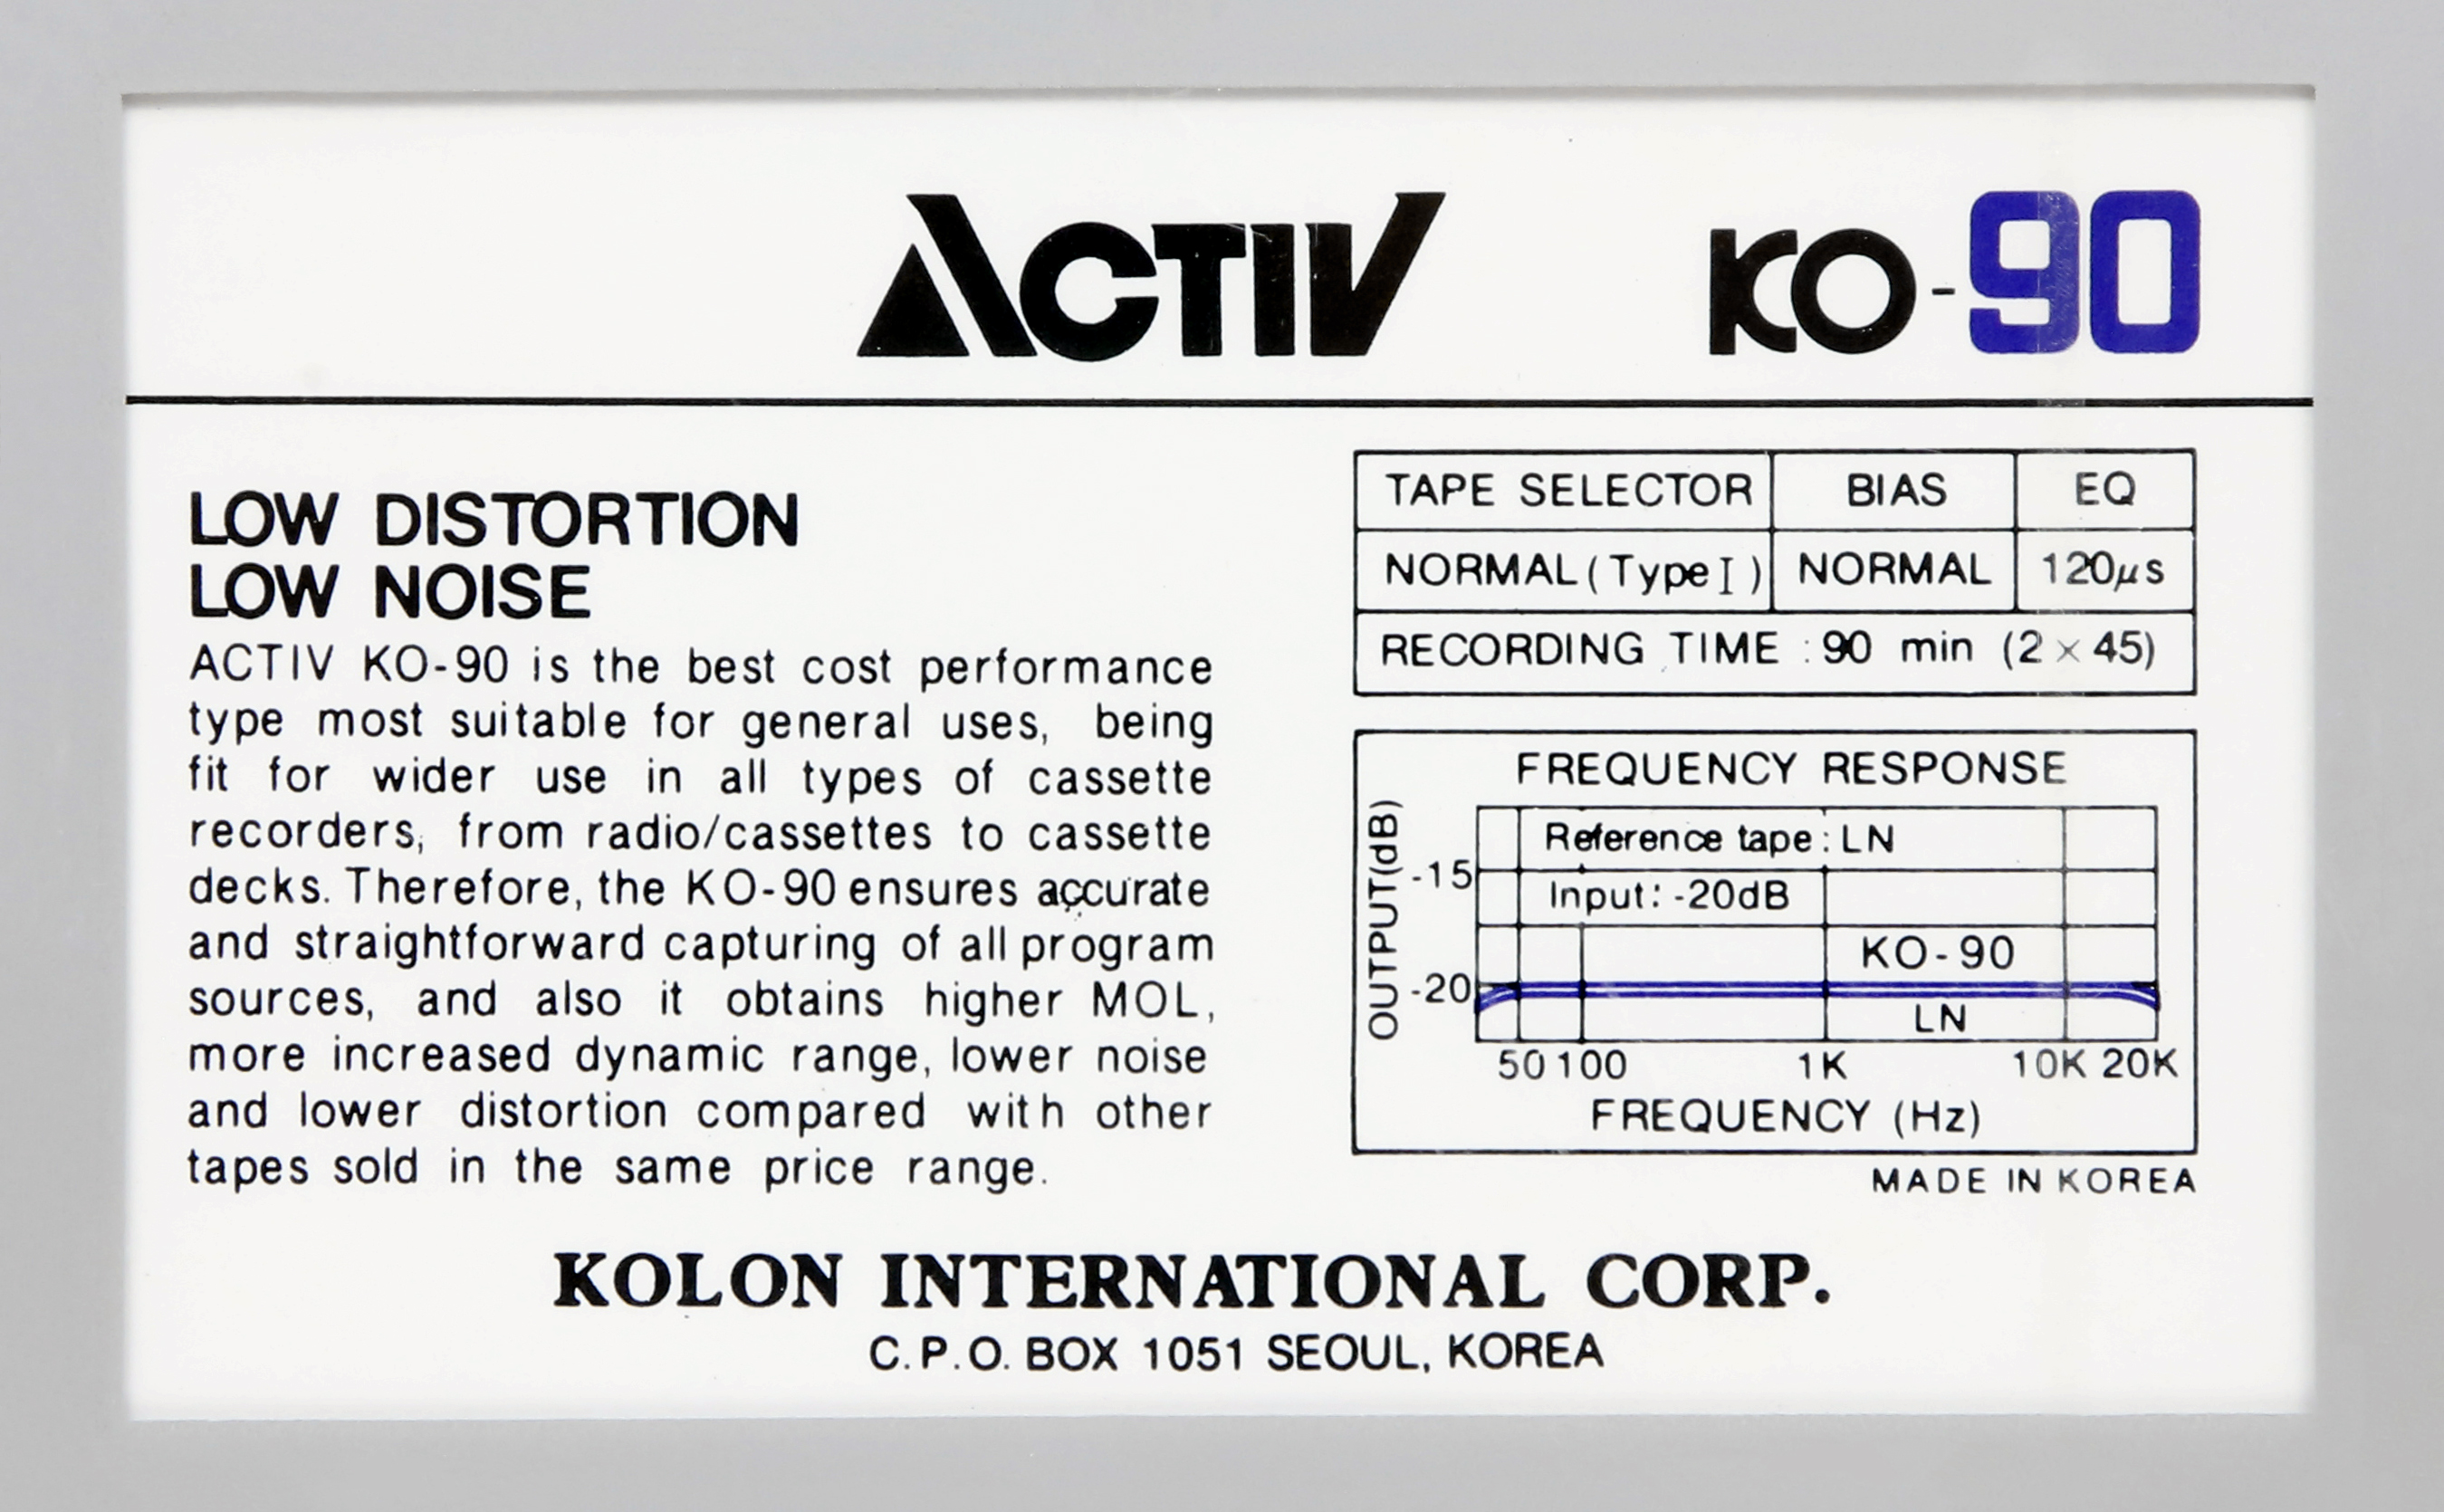 ACTIV KO-90
LOW DISTORTION
LOW NOISE
ACTIV KO-90 is the best cost performance
type most suitable for general uses, being
fit for wider use in all types of cassette
recorders, from radio/cassettes to cassette
decks. Therefore, the KO-90 ensures accurate
and straightforward capturing of all program
sources, and also it obtains higher MOL,
more increased dynamic range, lower noise
and lower distortion compared with other
tapes sold in the same price range.
TAPE SELECTOR BIAS EQ
NORMAL (Type I) NORMAL 120μs
RECORDING TIME : 90 min (2 × 45)
FREQUENCY RESPONSE
OUTPUT(dB)
Reference tape : LN
-15
Input: -20dB
KO-90
-20
LN
50 100 1K 10K 20K
FREQUENCY (Hz)
MADE IN KOREA
KOLON INTERNATIONAL CORP.
C.P.O. BOX 1051 SEOUL, KOREA